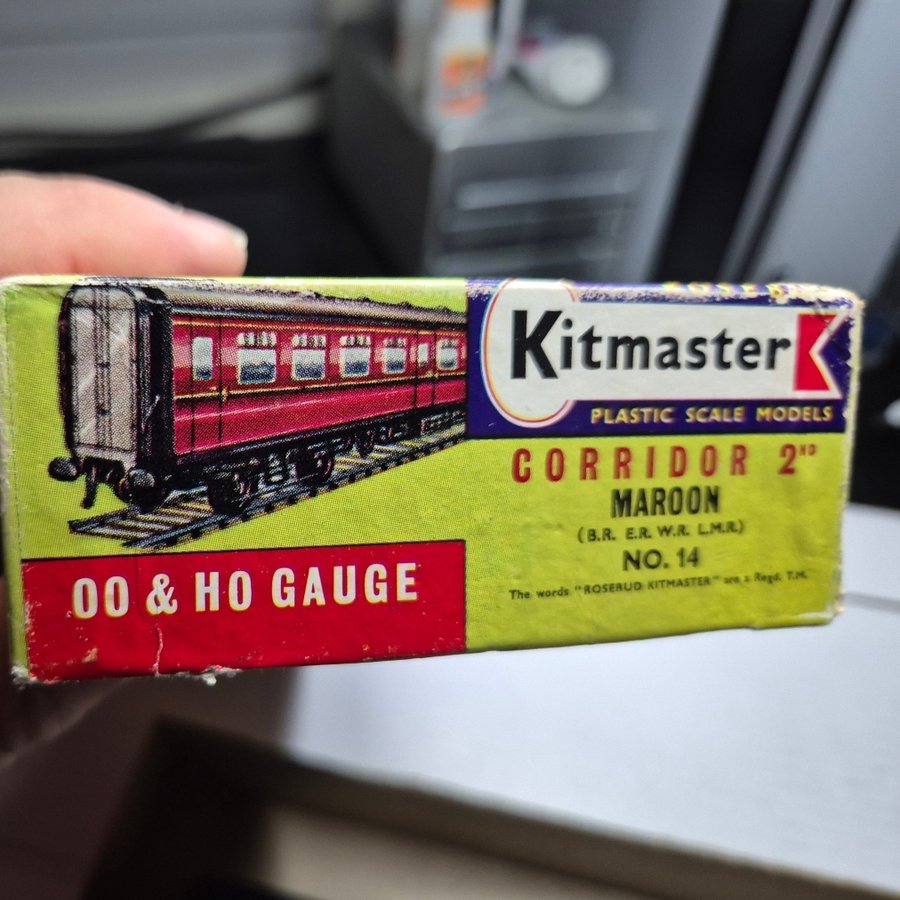 Kitmaster
PLASTIC SCALE MODELS
CORRIDOR 2ND
MAROON
(B.R. E.R. W.R. L.M.R.)
NO. 14
The words "ROSEBUD KITMASTER" are a Regd. T.M.
OO & HO GAUGE